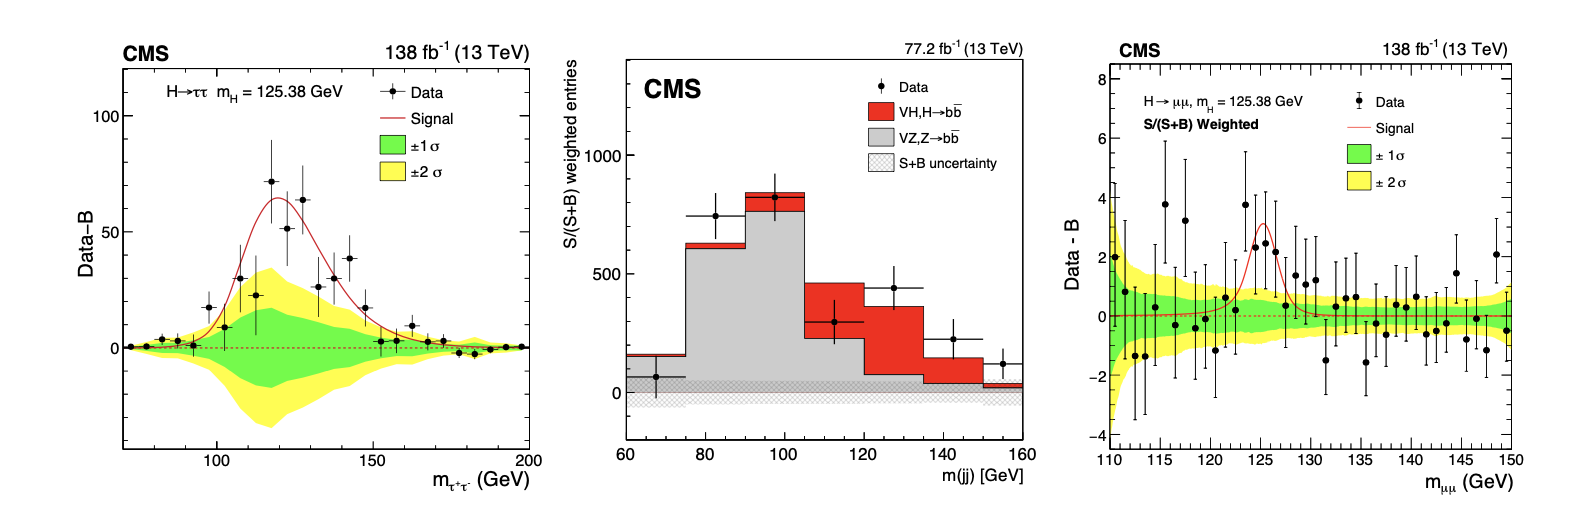 CMS 138 fb⁻¹ (13 TeV)
H→ττ m_H = 125.38 GeV
Data
Signal
±1 σ
±2 σ
Data−B
100
50
0
100 150 200
m_τ⁺τ⁻ (GeV)
77.2 fb⁻¹ (13 TeV)
CMS
Data
VH,H→bb̅
VZ,Z→bb̅
S+B uncertainty
S/(S+B) weighted entries
1000
500
0
60 80 100 120 140 160
m(jj) [GeV]
CMS 138 fb⁻¹ (13 TeV)
H→ μμ, m_H = 125.38 GeV
S/(S+B) Weighted
Data
Signal
± 1σ
± 2σ
Data - B
8
6
4
2
0
−2
−4
110 115 120 125 130 135 140 145 150
m_μμ (GeV)